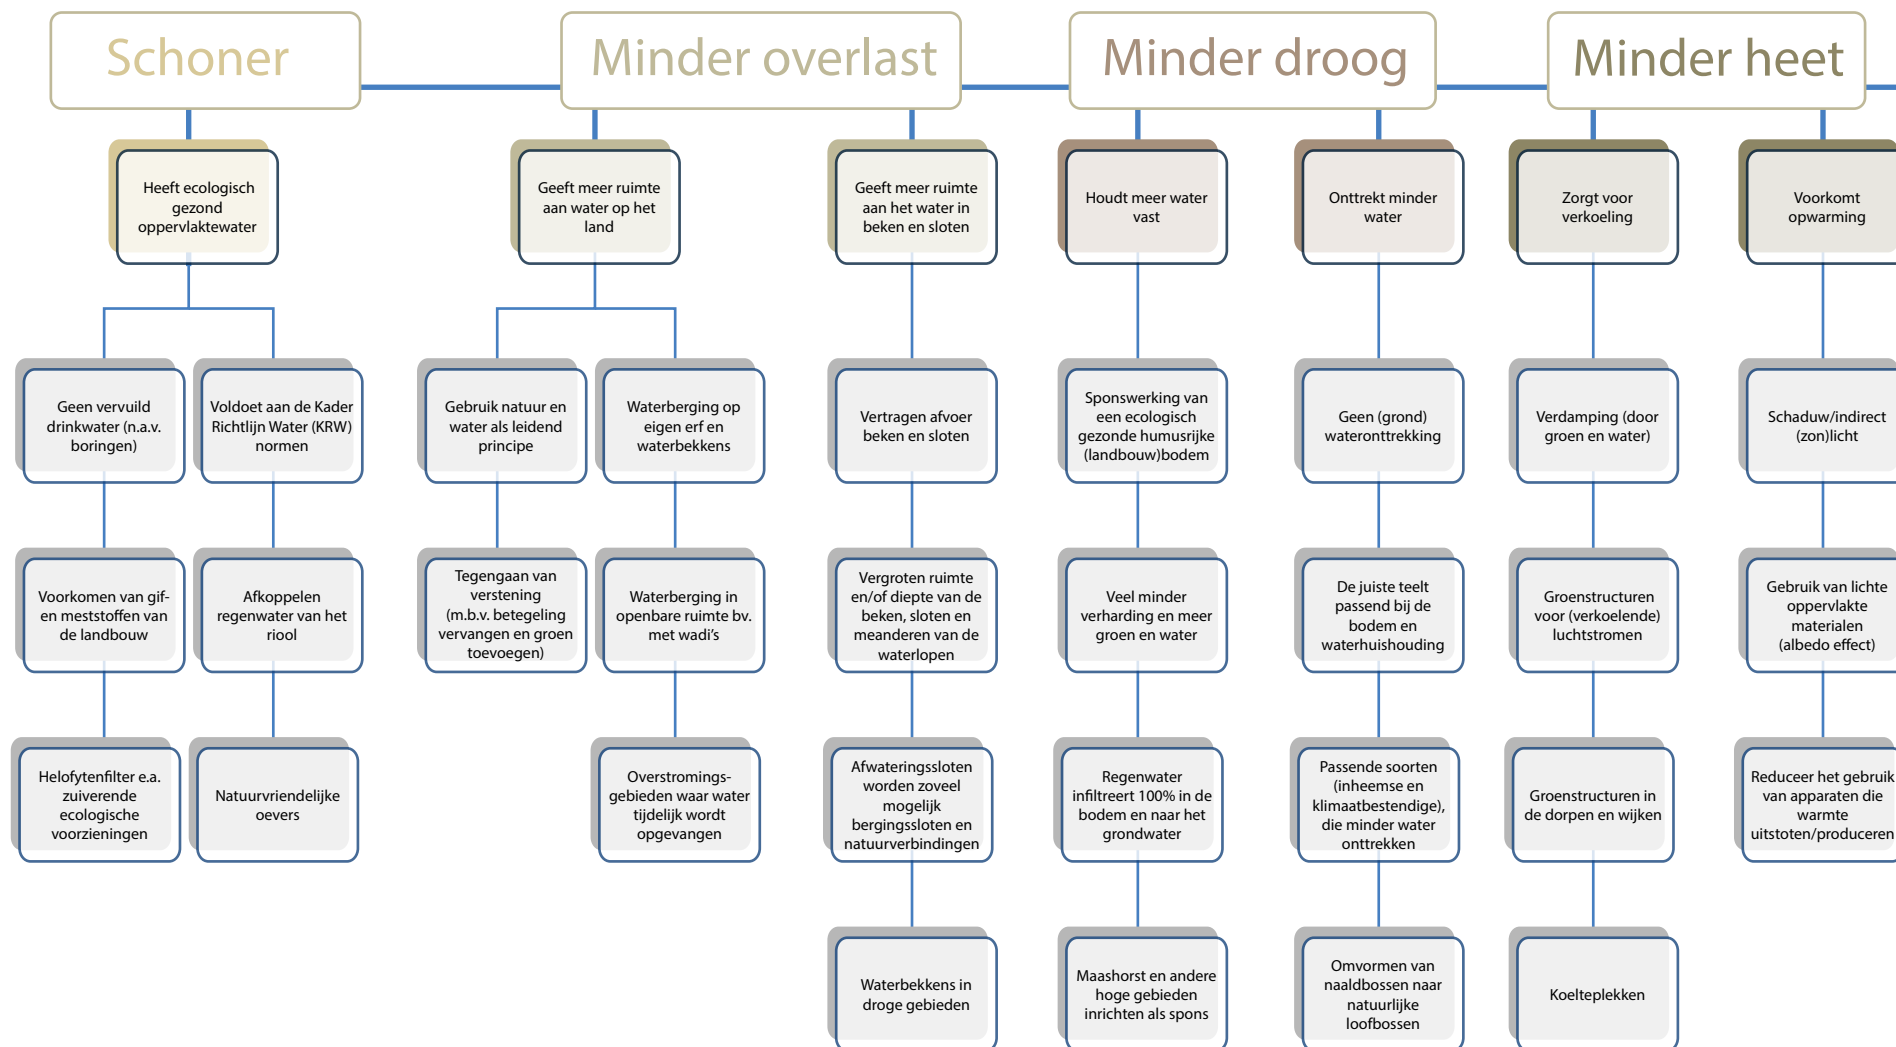 Schoner
Minder overlast
Minder droog
Minder heet
Heeft ecologisch
gezond
oppervlaktewater
Geeft meer ruimte
aan water op het
land
Geeft meer ruimte
aan het water in
beken en sloten
Houdt meer water
vast
Onttrekt minder
water
Zorgt voor
verkoeling
Voorkomt
opwarming
Geen vervuild
drinkwater (n.a.v.
boringen)
Voldoet aan de Kader
Richtlijn Water (KRW)
normen
Gebruik natuur en
water als leidend
principe
Waterberging op
eigen erf en
waterbekkens
Vertragen afvoer
beken en sloten
Sponswerking van
een ecologisch
gezonde humusrijke
(landbouw)bodem
Geen (grond)
wateronttrekking
Verdamping (door
groen en water)
Schaduw/indirect
(zon)licht
Voorkomen van gif-
en meststoffen van
de landbouw
Afkoppelen
regenwater van het
riool
Tegengaan van
verstening
(m.b.v. betegeling
vervangen en groen
toevoegen)
Waterberging in
openbare ruimte bv.
met wadi's
Vergroten ruimte
en/of diepte van de
beken, sloten en
meanderen van de
waterlopen
Veel minder
verharding en meer
groen en water
De juiste teelt
passend bij de
bodem en
waterhuishouding
Groenstructuren
voor (verkoelende)
luchtstromen
Gebruik van lichte
oppervlakte
materialen
(albedo effect)
Helofytenfilter e.a.
zuiverende
ecologische
voorzieningen
Natuurvriendelijke
oevers
Overstromings-
gebieden waar water
tijdelijk wordt
opgevangen
Afwateringssloten
worden zoveel
mogelijk
bergingssloten en
natuurverbindingen
Regenwater
infiltreert 100% in de
bodem en naar het
grondwater
Passende soorten
(inheemse en
klimaatbestendige),
die minder water
onttrekken
Groenstructuren in
de dorpen en wijken
Reduceer het gebruik
van apparaten die
warmte
uitstoten/produceren
Waterbekkens in
droge gebieden
Maashorst en andere
hoge gebieden
inrichten als spons
Omvormen van
naaldbossen naar
natuurlijke
loofbossen
Koelteplekken